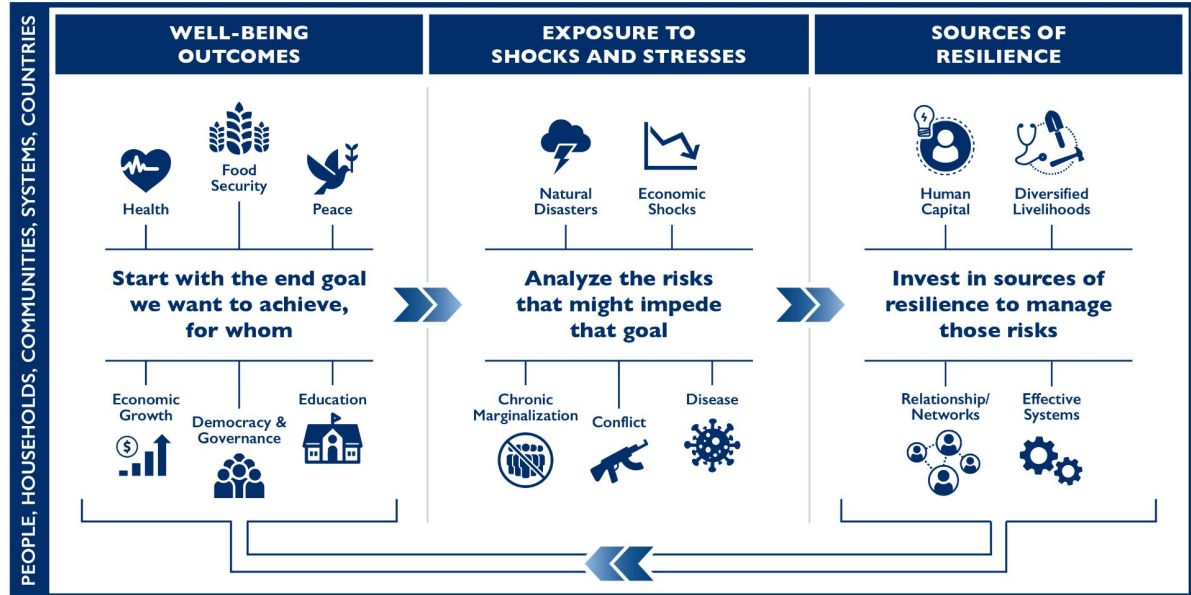 PEOPLE, HOUSEHOLDS, COMMUNITIES, SYSTEMS, COUNTRIES
WELL-BEING
OUTCOMES
Health
Food
Security
Peace
Start with the end goal
we want to achieve,
for whom
Economic
Growth
$
Democracy &
Governance
Education
EXPOSURE TO
SHOCKS AND STRESSES
Natural
Disasters
Economic
Shocks
Analyze the risks
that might impede
that goal
Chronic
Marginalization
Conflict
Disease
SOURCES OF
RESILIENCE
Human
Capital
Diversified
Livelihoods
Invest in sources of
resilience to manage
those risks
Relationship/
Networks
Effective
Systems